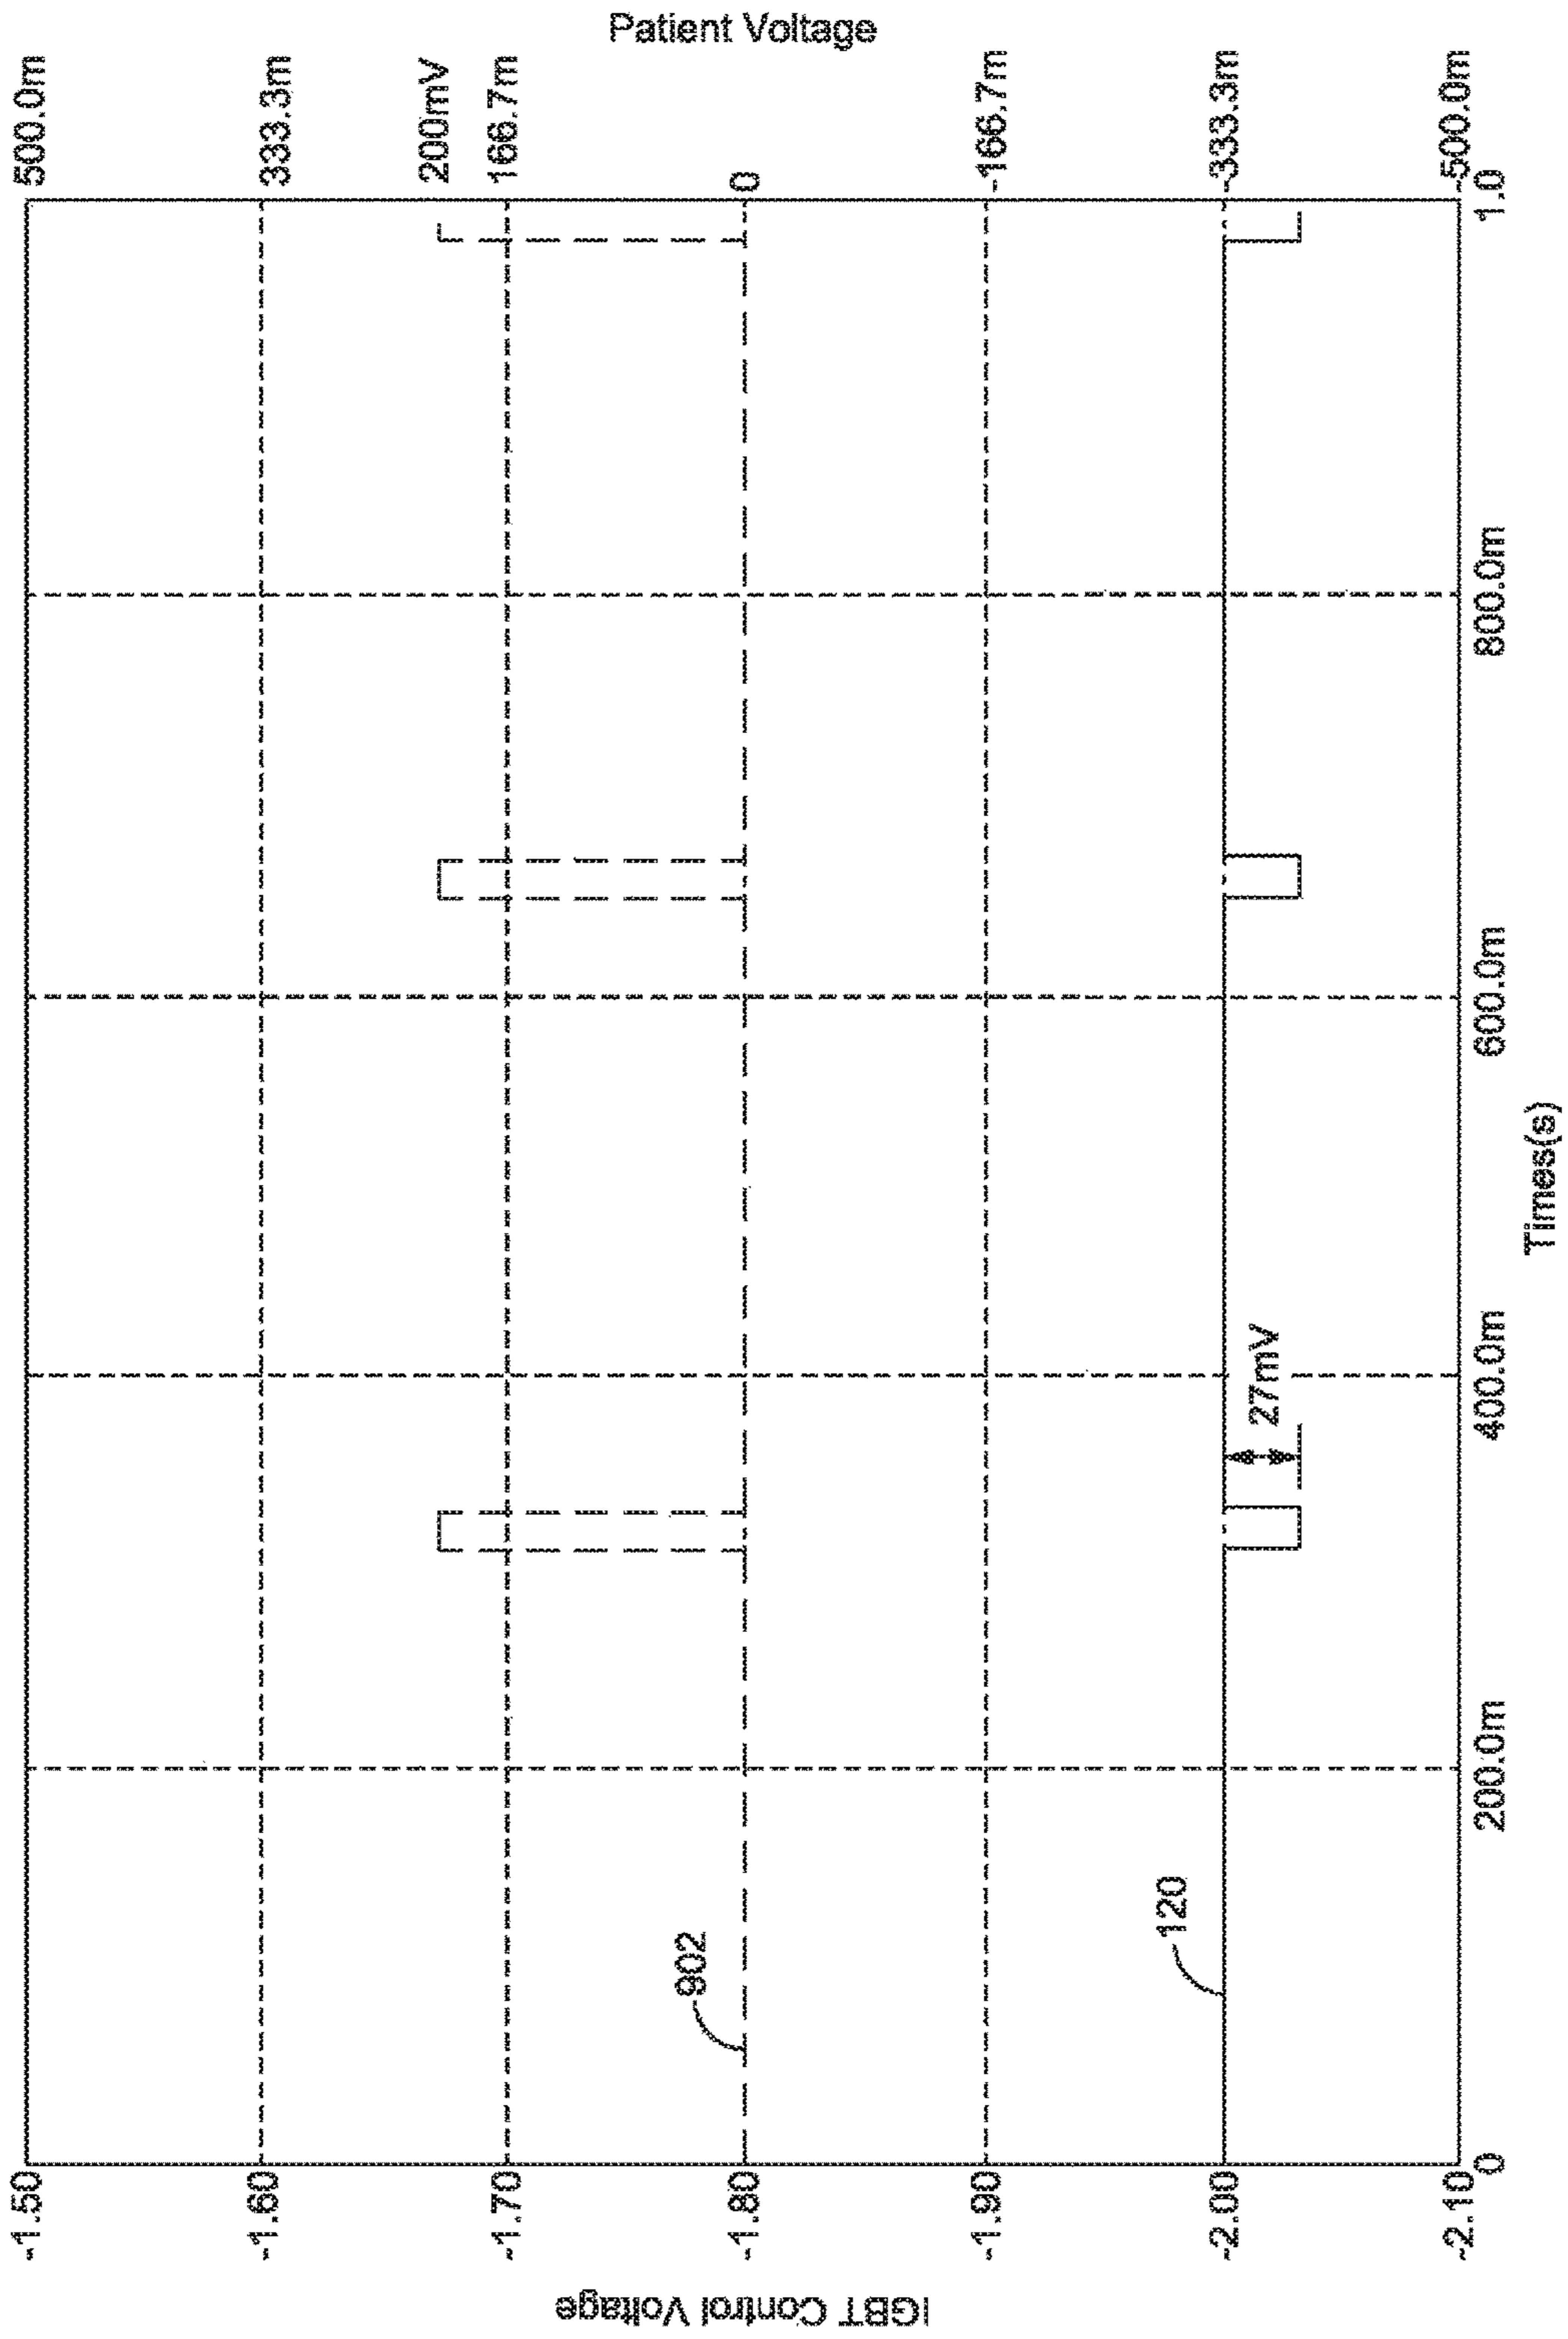 IGBT Control Voltage
-1.50
-1.60
-1.70
-1.80
-1.90
-2.00
-2.10
902
120
27mV
500.0m
333.3m
200mV
166.7m
0
-166.7m
-333.3m
-500.0m
Patient Voltage
0
200.0m
400.0m
600.0m
800.0m
1.0
Times(s)